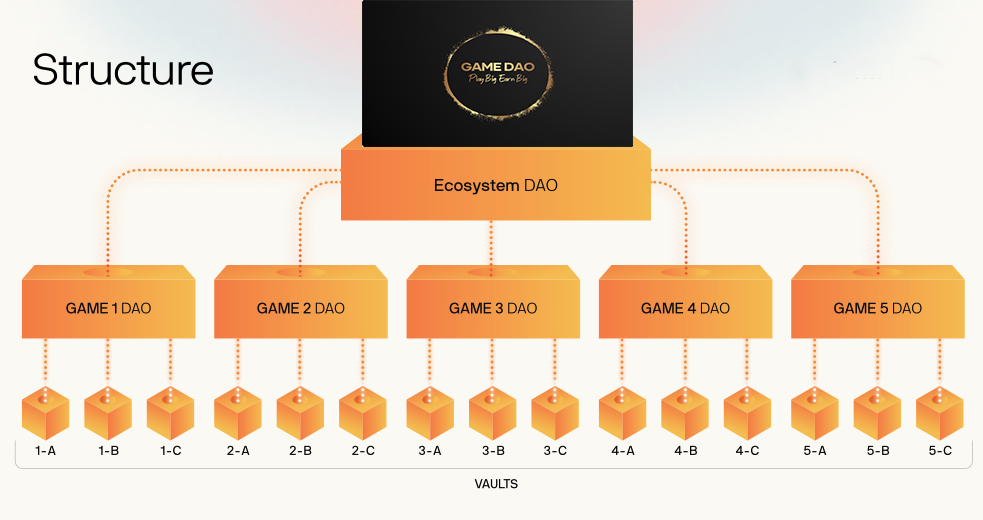 Structure
GAME DAO
Play Big Earn Big
Ecosystem DAO
GAME 1 DAO
GAME 2 DAO
GAME 3 DAO
GAME 4 DAO
GAME 5 DAO
1-A
1-B
1-C
2-A
2-B
2-C
3-A
3-B
3-C
4-A
4-B
4-C
5-A
5-B
5-C
VAULTS